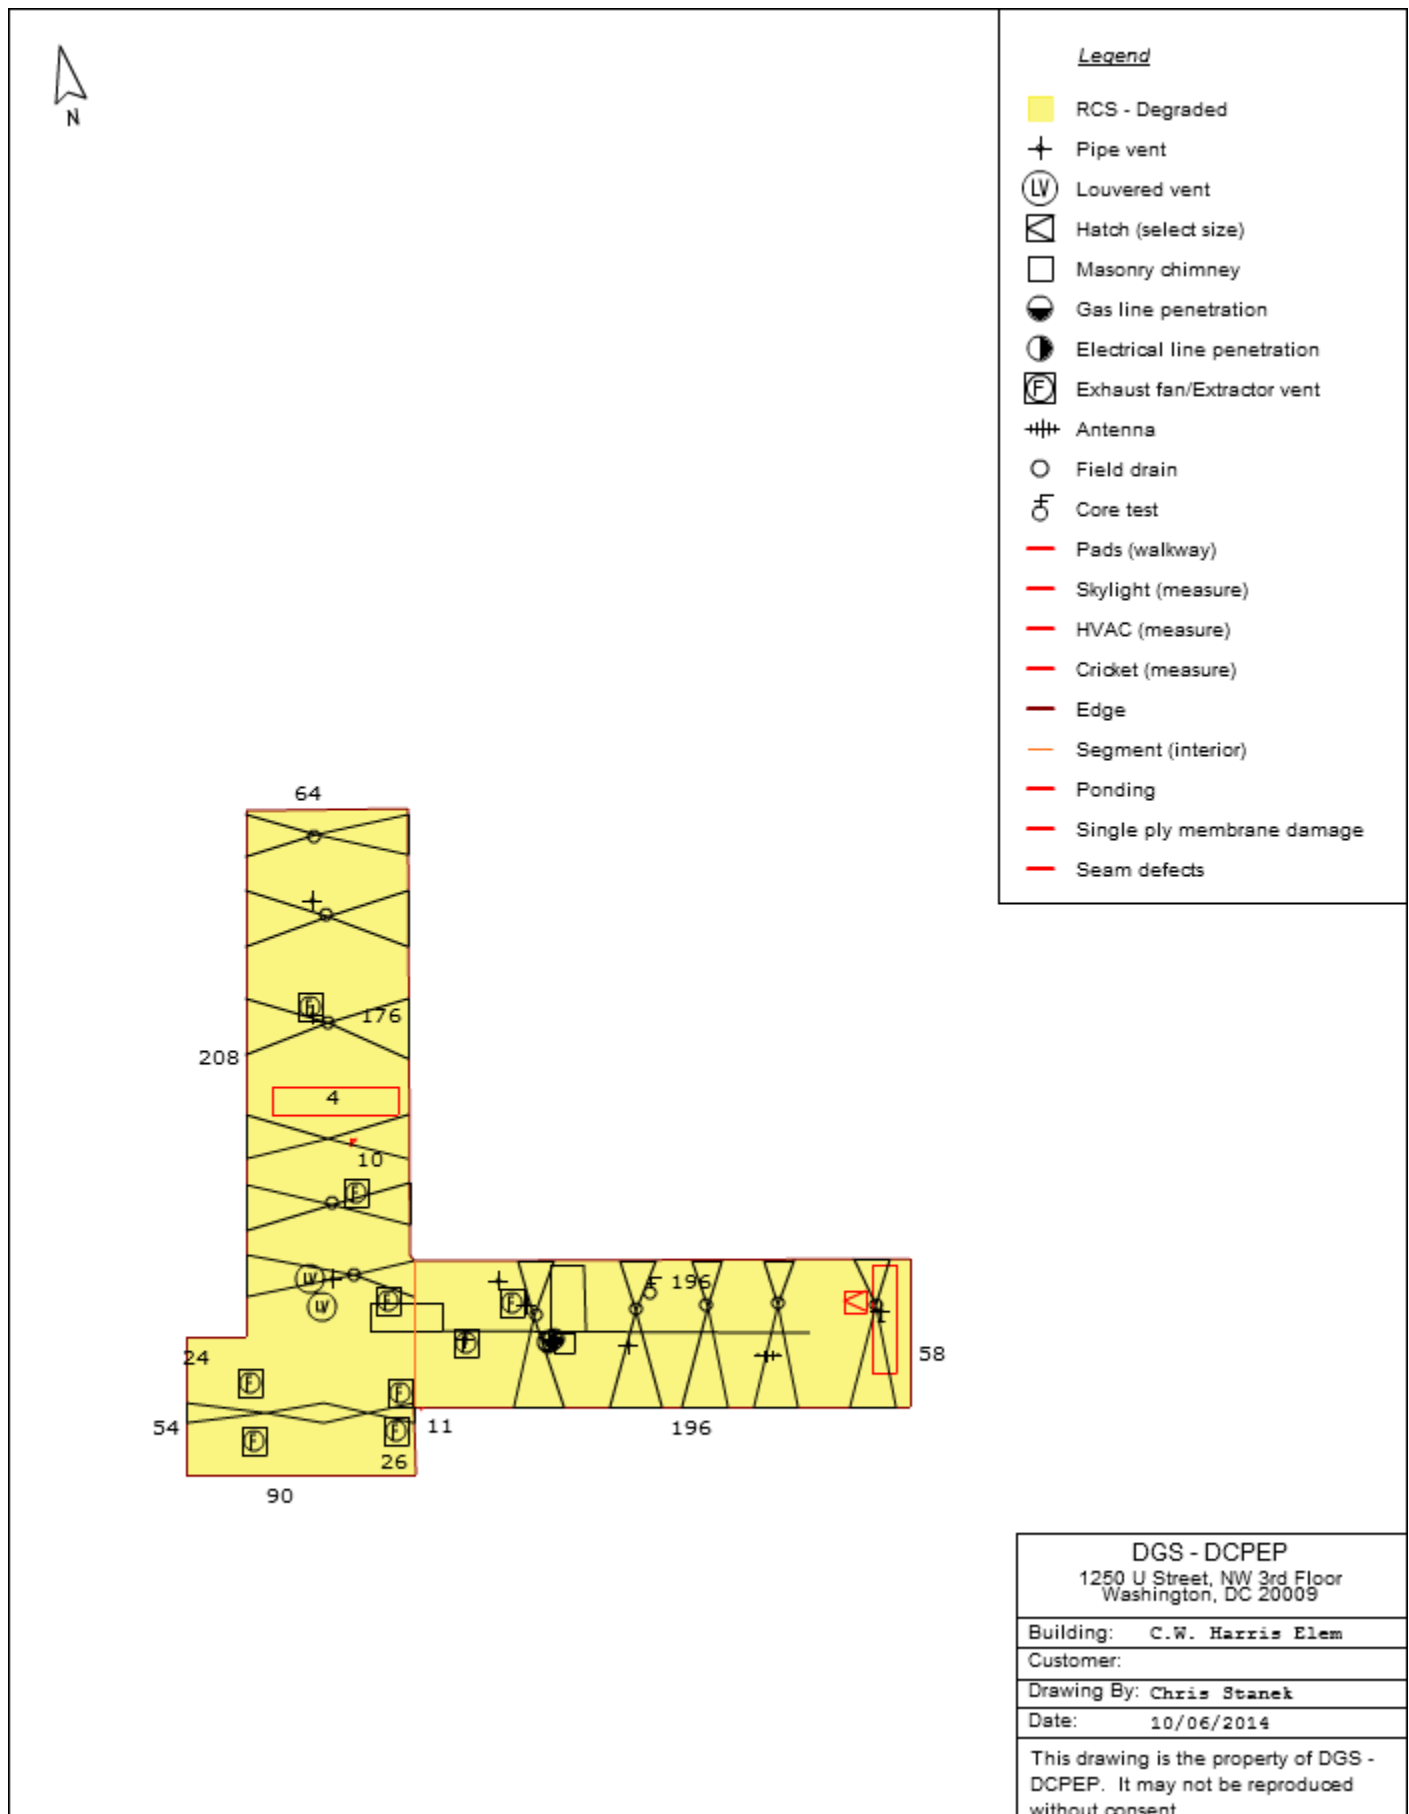 N
Legend
RCS - Degraded
Pipe vent
LV Louvered vent
Hatch (select size)
Masonry chimney
Gas line penetration
Electrical line penetration
F Exhaust fan/Extractor vent
Antenna
Field drain
Core test
Pads (walkway)
Skylight (measure)
HVAC (measure)
Cricket (measure)
Edge
Segment (interior)
Ponding
Single ply membrane damage
Seam defects
64
F
176
208
4
10
F
LV
196
F
F
LV
F
58
24
F
F
54
11
196
F
F
26
90
DGS - DCPEP
1250 U Street, NW 3rd Floor
Washington, DC 20009
Building: C.W. Harris Elem
Customer:
Drawing By: Chris Stanek
Date: 10/06/2014
This drawing is the property of DGS -
DCPEP. It may not be reproduced
without consent